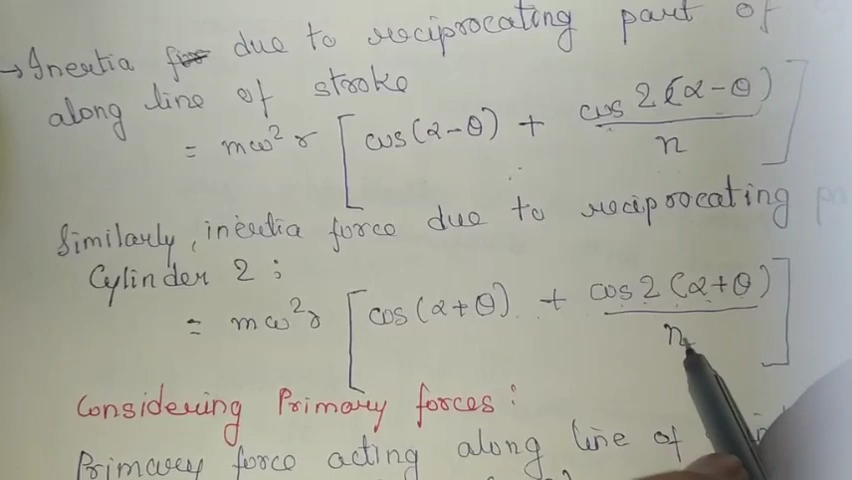 → Inertia due to reciprocating part of
along line of stroke
= mω²r [cos(α-θ) + cos 2(α-θ)/n]
Similarly, inertia force due to reciprocating
Cylinder 2 :
= mω²r [cos(α+θ) + cos 2(α+θ)/n]
Considering Primary forces :
Primary force acting along line of